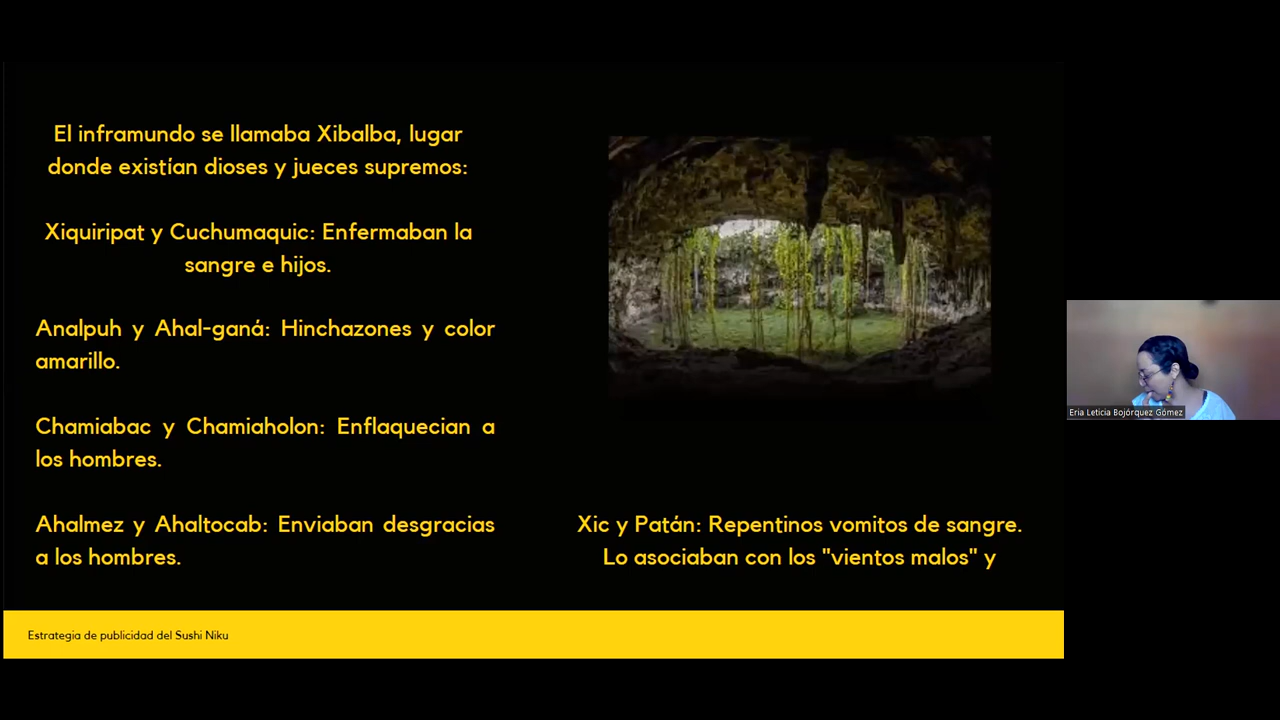 El inframundo se llamaba Xibalba, lugar
donde existían dioses y jueces supremos:
Xiquiripat y Cuchumaquic: Enfermaban la
sangre e hijos.
Analpuh y Ahal-ganá: Hinchazones y color
amarillo.
Chamiabac y Chamiaholon: Enflaquecian a
los hombres.
Ahalmez y Ahaltocab: Enviaban desgracias
a los hombres.
Xic y Patán: Repentinos vomitos de sangre.
Lo asociaban con los "vientos malos" y
Estrategia de publicidad del Sushi Niku
Eria Leticia Bojórquez Gómez